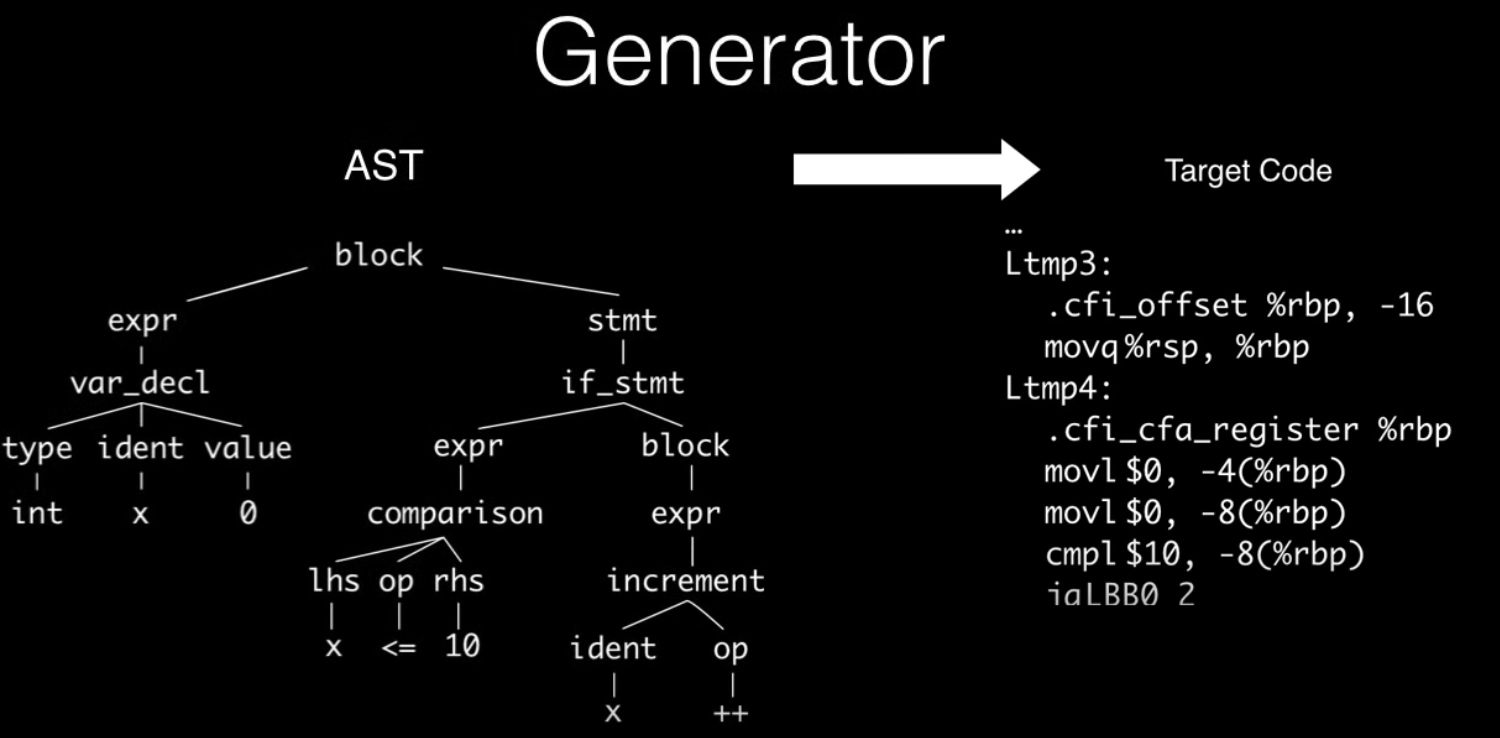 Generator
AST
Target Code
block
expr stmt
var_decl if_stmt
type ident value expr block
int x 0 comparison expr
lhs op rhs increment
x <= 10 ident op
x ++
…
Ltmp3:
.cfi_offset %rbp, -16
movq %rsp, %rbp
Ltmp4:
.cfi_cfa_register %rbp
movl $0, -4(%rbp)
movl $0, -8(%rbp)
cmpl $10, -8(%rbp)